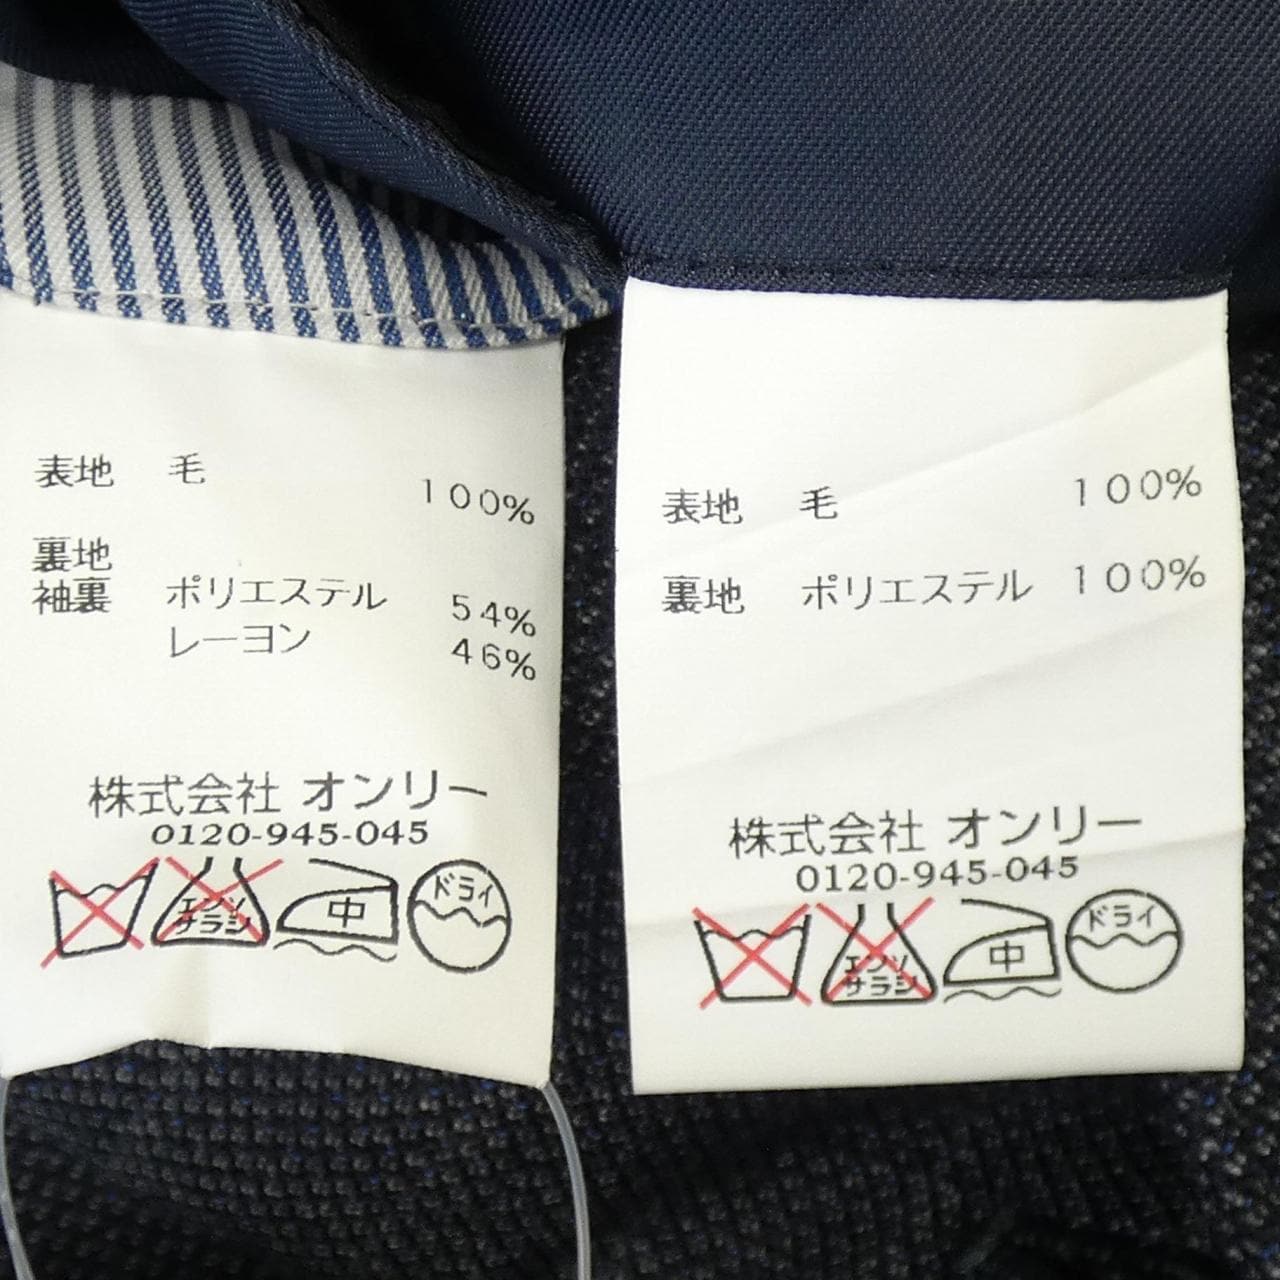 表地 毛 100%
裏地
袖裏 ポリエステル 54%
レーヨン 46%
株式会社 オンリー
0120-945-045
エンソ
サラシ
中
ドライ
表地 毛 100%
裏地 ポリエステル 100%
株式会社 オンリー
0120-945-045
エンソ
サラシ
中
ドライ